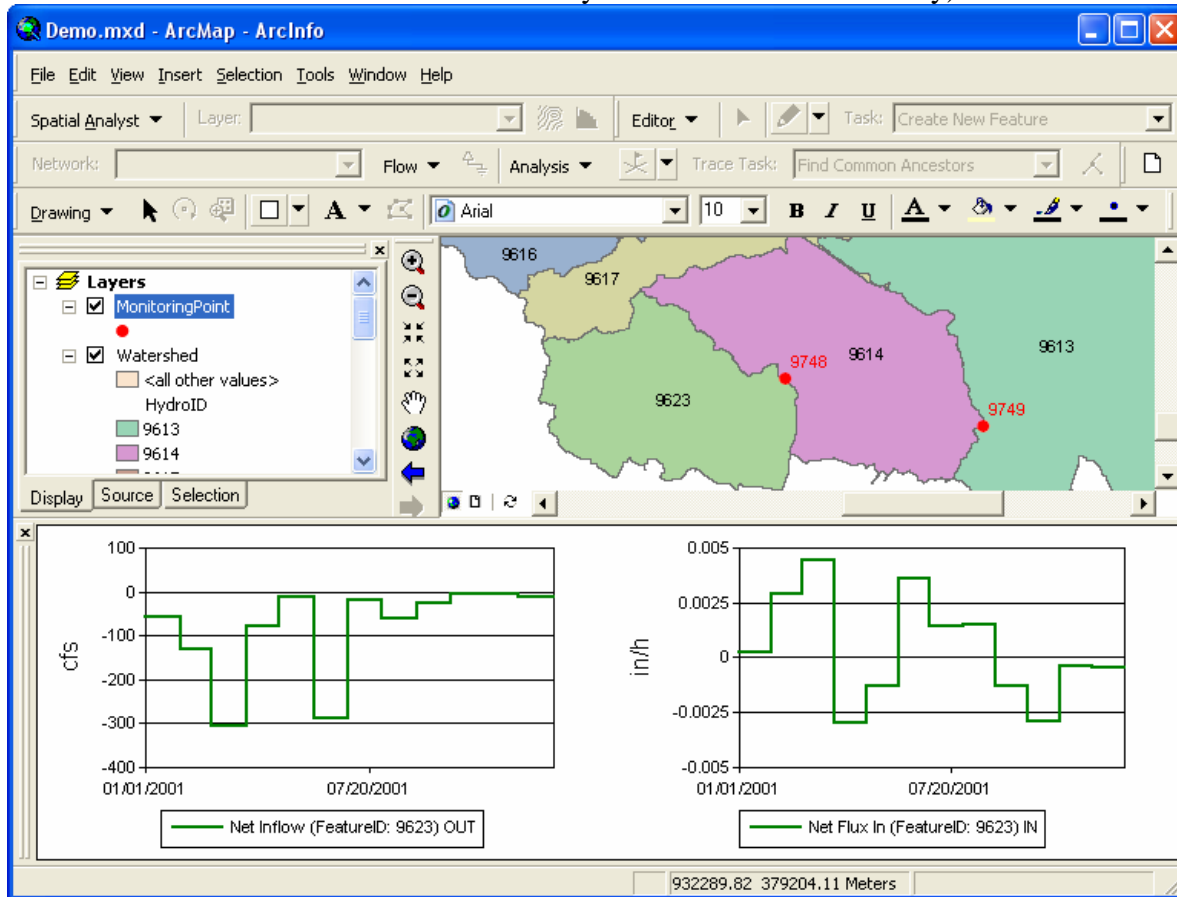 Demo.mxd - ArcMap - ArcInfo
File Edit View Insert Selection Tools Window Help
Spatial Analyst Layer: Editor Task: Create New Feature
Network: Flow Analysis Trace Task: Find Common Ancestors
Drawing A Arial 10 B I U A
Layers
MonitoringPoint
Watershed
<all other values>
HydroID
9613
9614
Display Source Selection
9616
9617
9748
9614
9613
9623
9749
100
0
-100
-200
-300
-400
cfs
01/01/2001 07/20/2001
Net Inflow (FeatureID: 9623) OUT
0.005
0.0025
0
-0.0025
-0.005
in/h
01/01/2001 07/20/2001
Net Flux In (FeatureID: 9623) IN
932289.82 379204.11 Meters